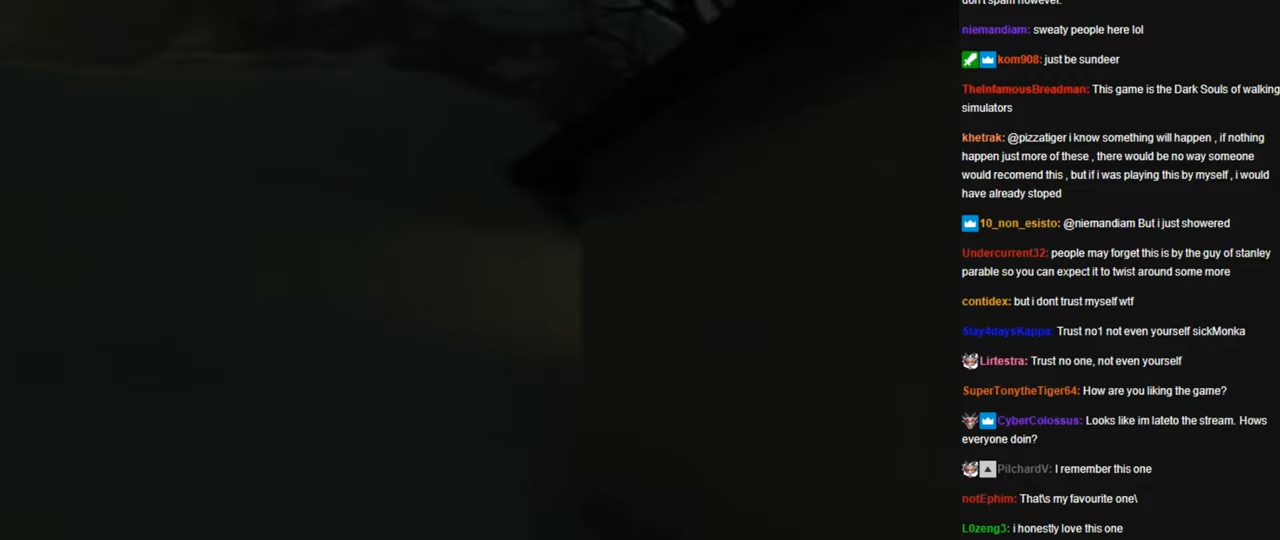 don't spam however.
niemandiam: sweaty people here lol
kom908: just be sundeer
TheInfamousBreadman: This game is the Dark Souls of walking
simulators
khetrak: @pizzatiger i know something will happen , if nothing
happen just more of these , there would be no way someone
would recomend this , but if i was playing this by myself , i would
have already stoped
10_non_esisto: @niemandiam But i just showered
Undercurrent32: people may forget this is by the guy of stanley
parable so you can expect it to twist around some more
contidex: but i dont trust myself wtf
Slay4daysKappa: Trust no1 not even yourself sickMonka
Lirtestra: Trust no one, not even yourself
SuperTonytheTiger64: How are you liking the game?
CyberColossus: Looks like im lateto the stream. Hows
everyone doin?
PilchardV: I remember this one
notEphim: That\s my favourite one\
L0zeng3: i honestly love this one